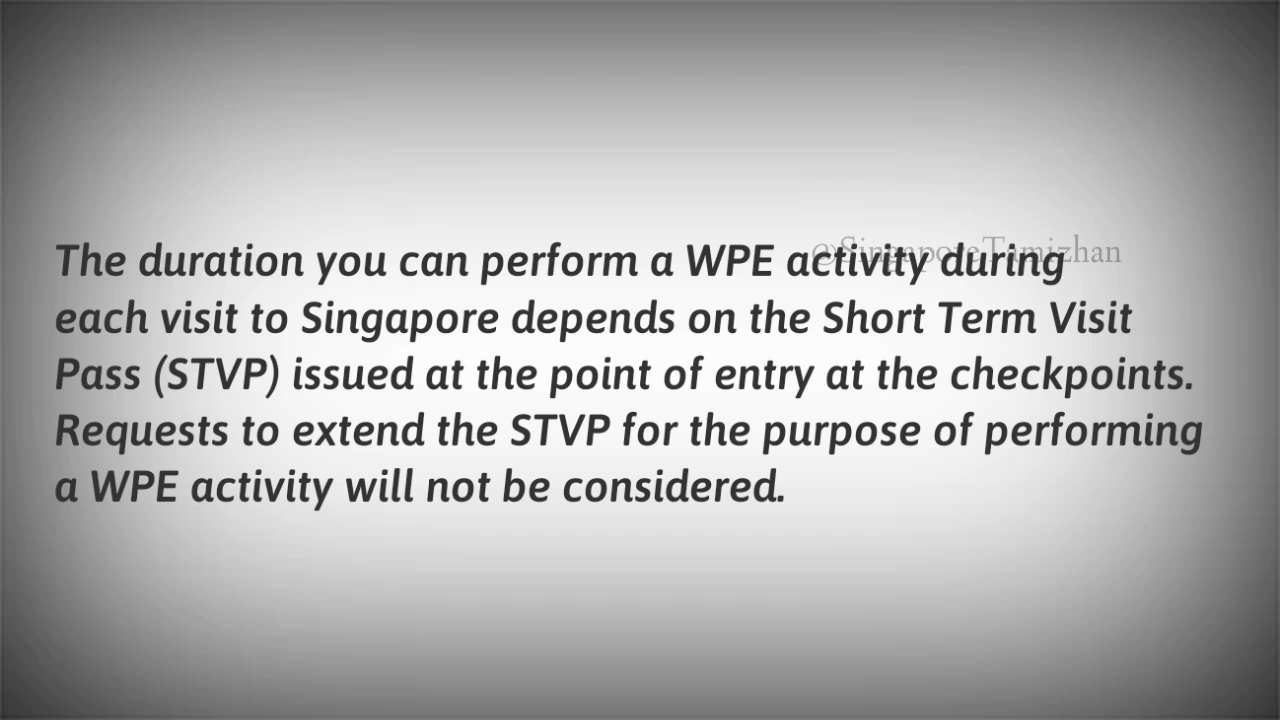 @SingaporeTamizhan
The duration you can perform a WPE activity during
each visit to Singapore depends on the Short Term Visit
Pass (STVP) issued at the point of entry at the checkpoints.
Requests to extend the STVP for the purpose of performing
a WPE activity will not be considered.